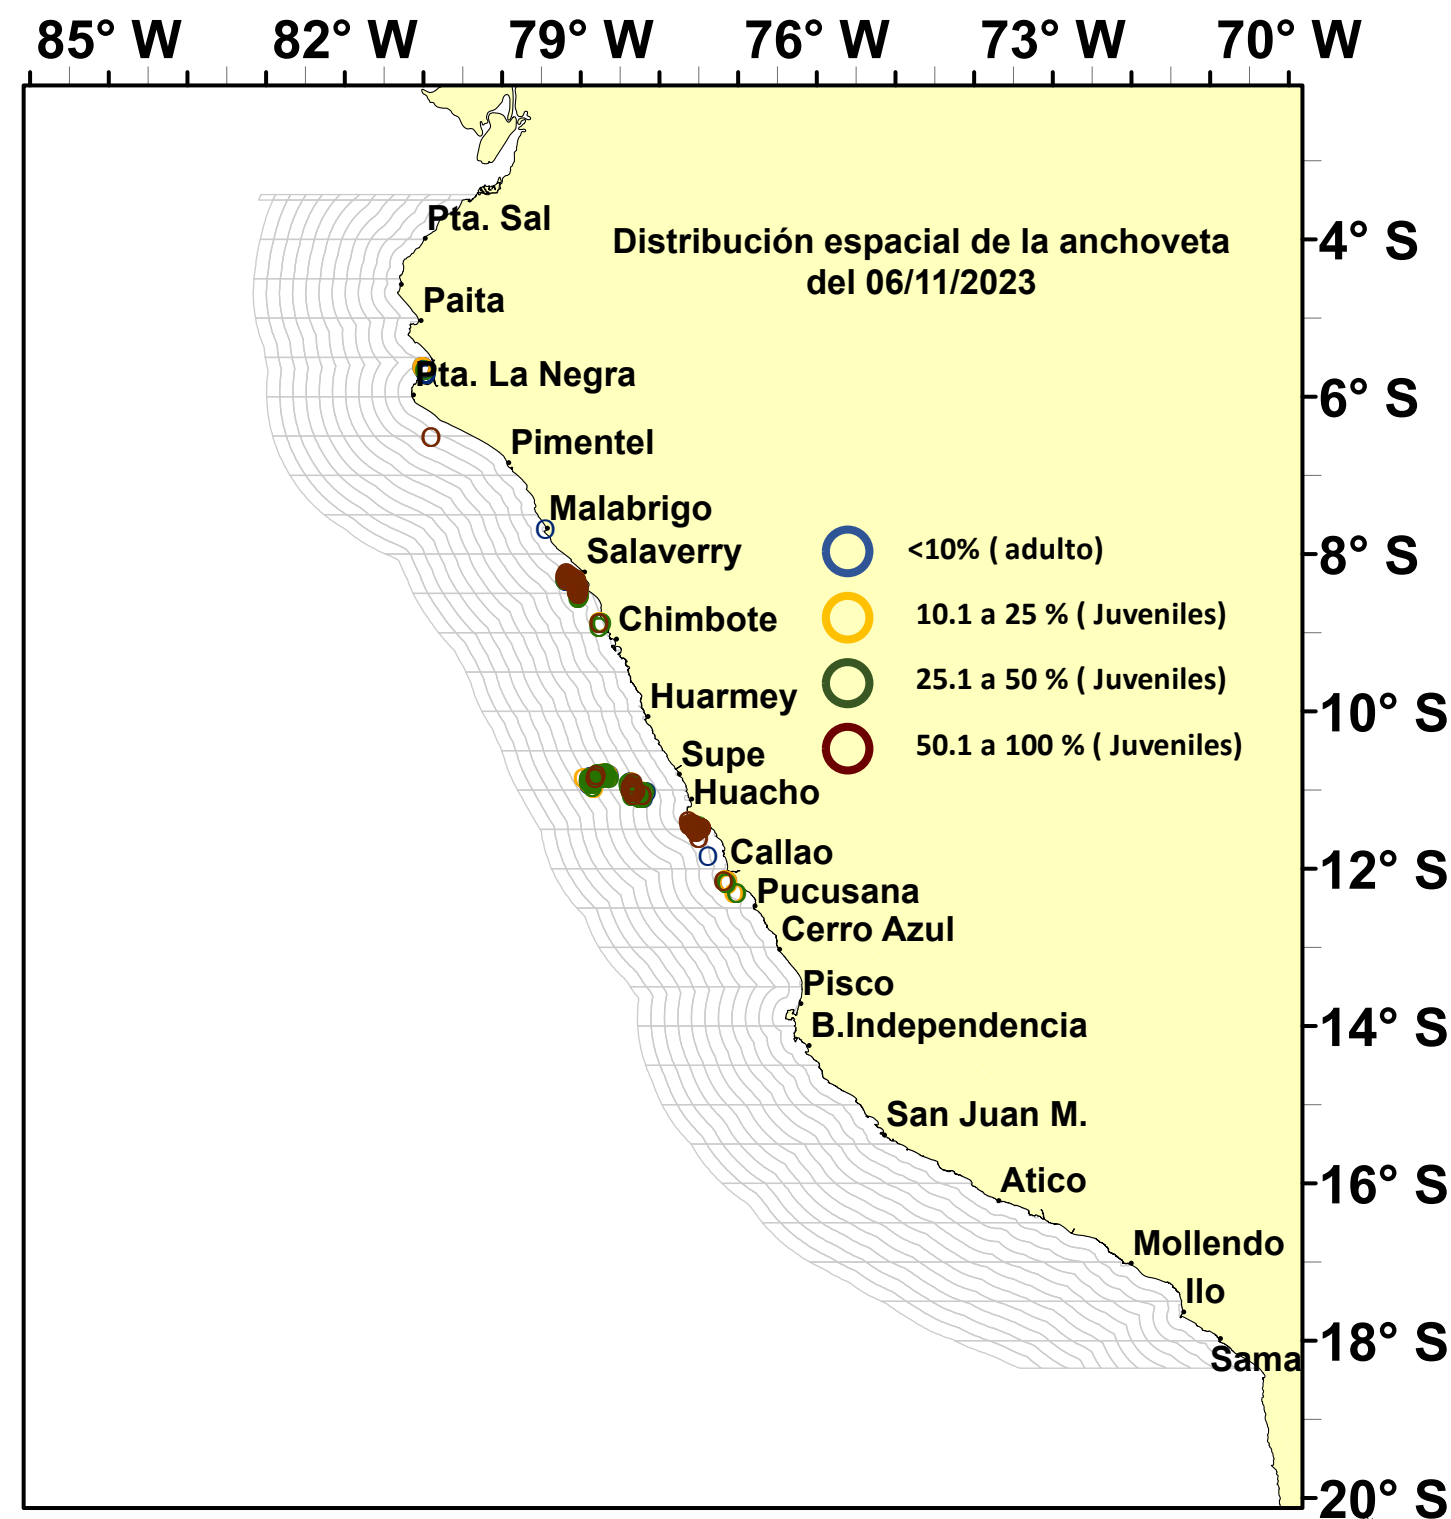 85° W 82° W 79° W 76° W 73° W 70° W
Pta. Sal
Distribución espacial de la anchoveta
del 06/11/2023
4° S
Paita
Pta. La Negra
6° S
Pimentel
Malabrigo
Salaverry
<10% ( adulto)
8° S
Chimbote
10.1 a 25 % ( Juveniles)
25.1 a 50 % ( Juveniles)
Huarmey
10° S
50.1 a 100 % ( Juveniles)
Supe
Huacho
Callao
12° S
Pucusana
Cerro Azul
Pisco
B.Independencia
14° S
San Juan M.
Atico
16° S
Mollendo
Ilo
18° S
Sama
20° S